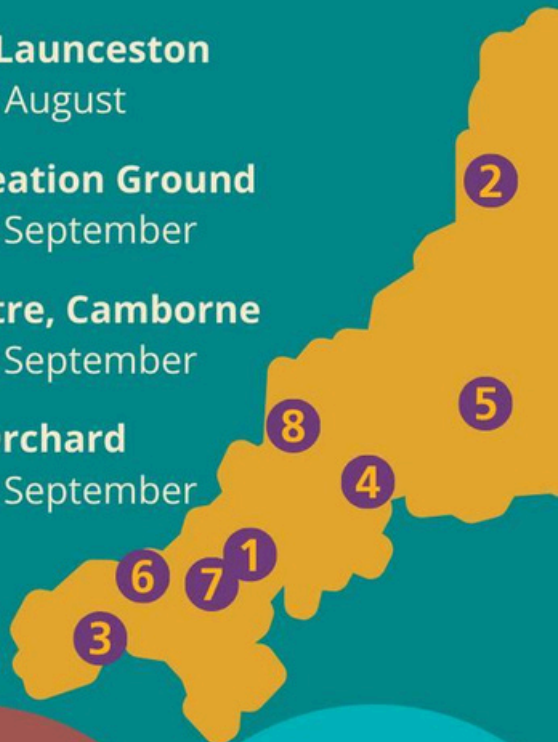 Launceston
August
eation Ground
September
tre, Camborne
September
rchard
September
2
5
8
4
1
6
7
3